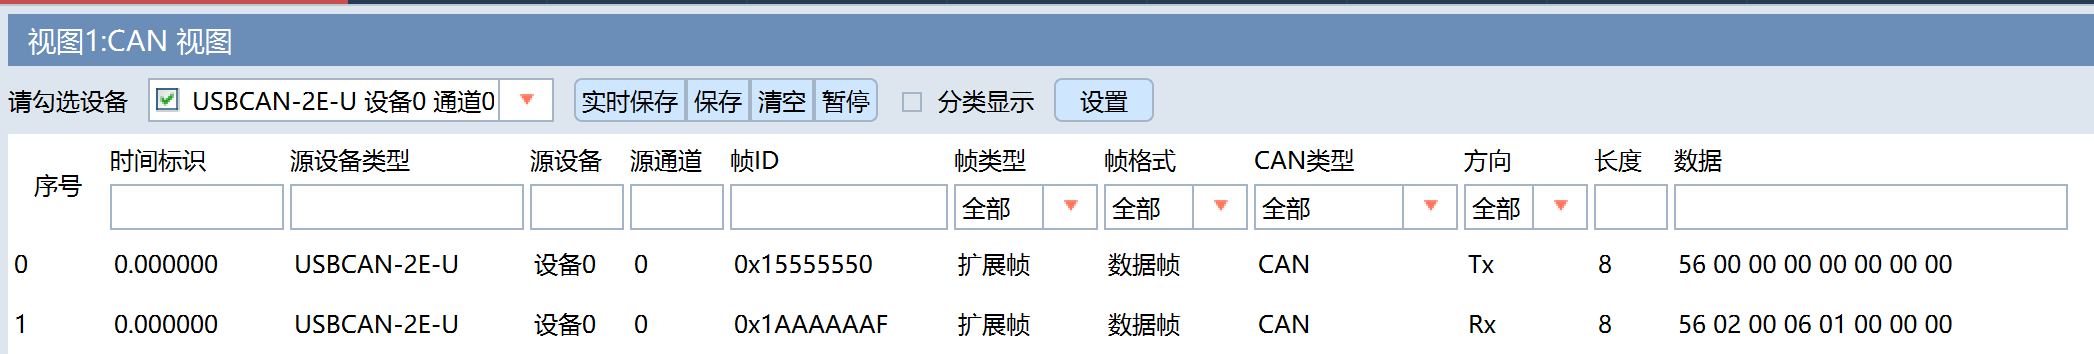 视图1:CAN 视图
请勾选设备 USBCAN-2E-U 设备0 通道0 实时保存 保存 清空 暂停 分类显示 设置
序号 时间标识 源设备类型 源设备 源通道 帧ID 帧类型 帧格式 CAN类型 方向 长度 数据
全部 全部 全部 全部
0 0.000000 USBCAN-2E-U 设备0 0 0x15555550 扩展帧 数据帧 CAN Tx 8 56 00 00 00 00 00 00 00
1 0.000000 USBCAN-2E-U 设备0 0 0x1AAAAAAF 扩展帧 数据帧 CAN Rx 8 56 02 00 06 01 00 00 00